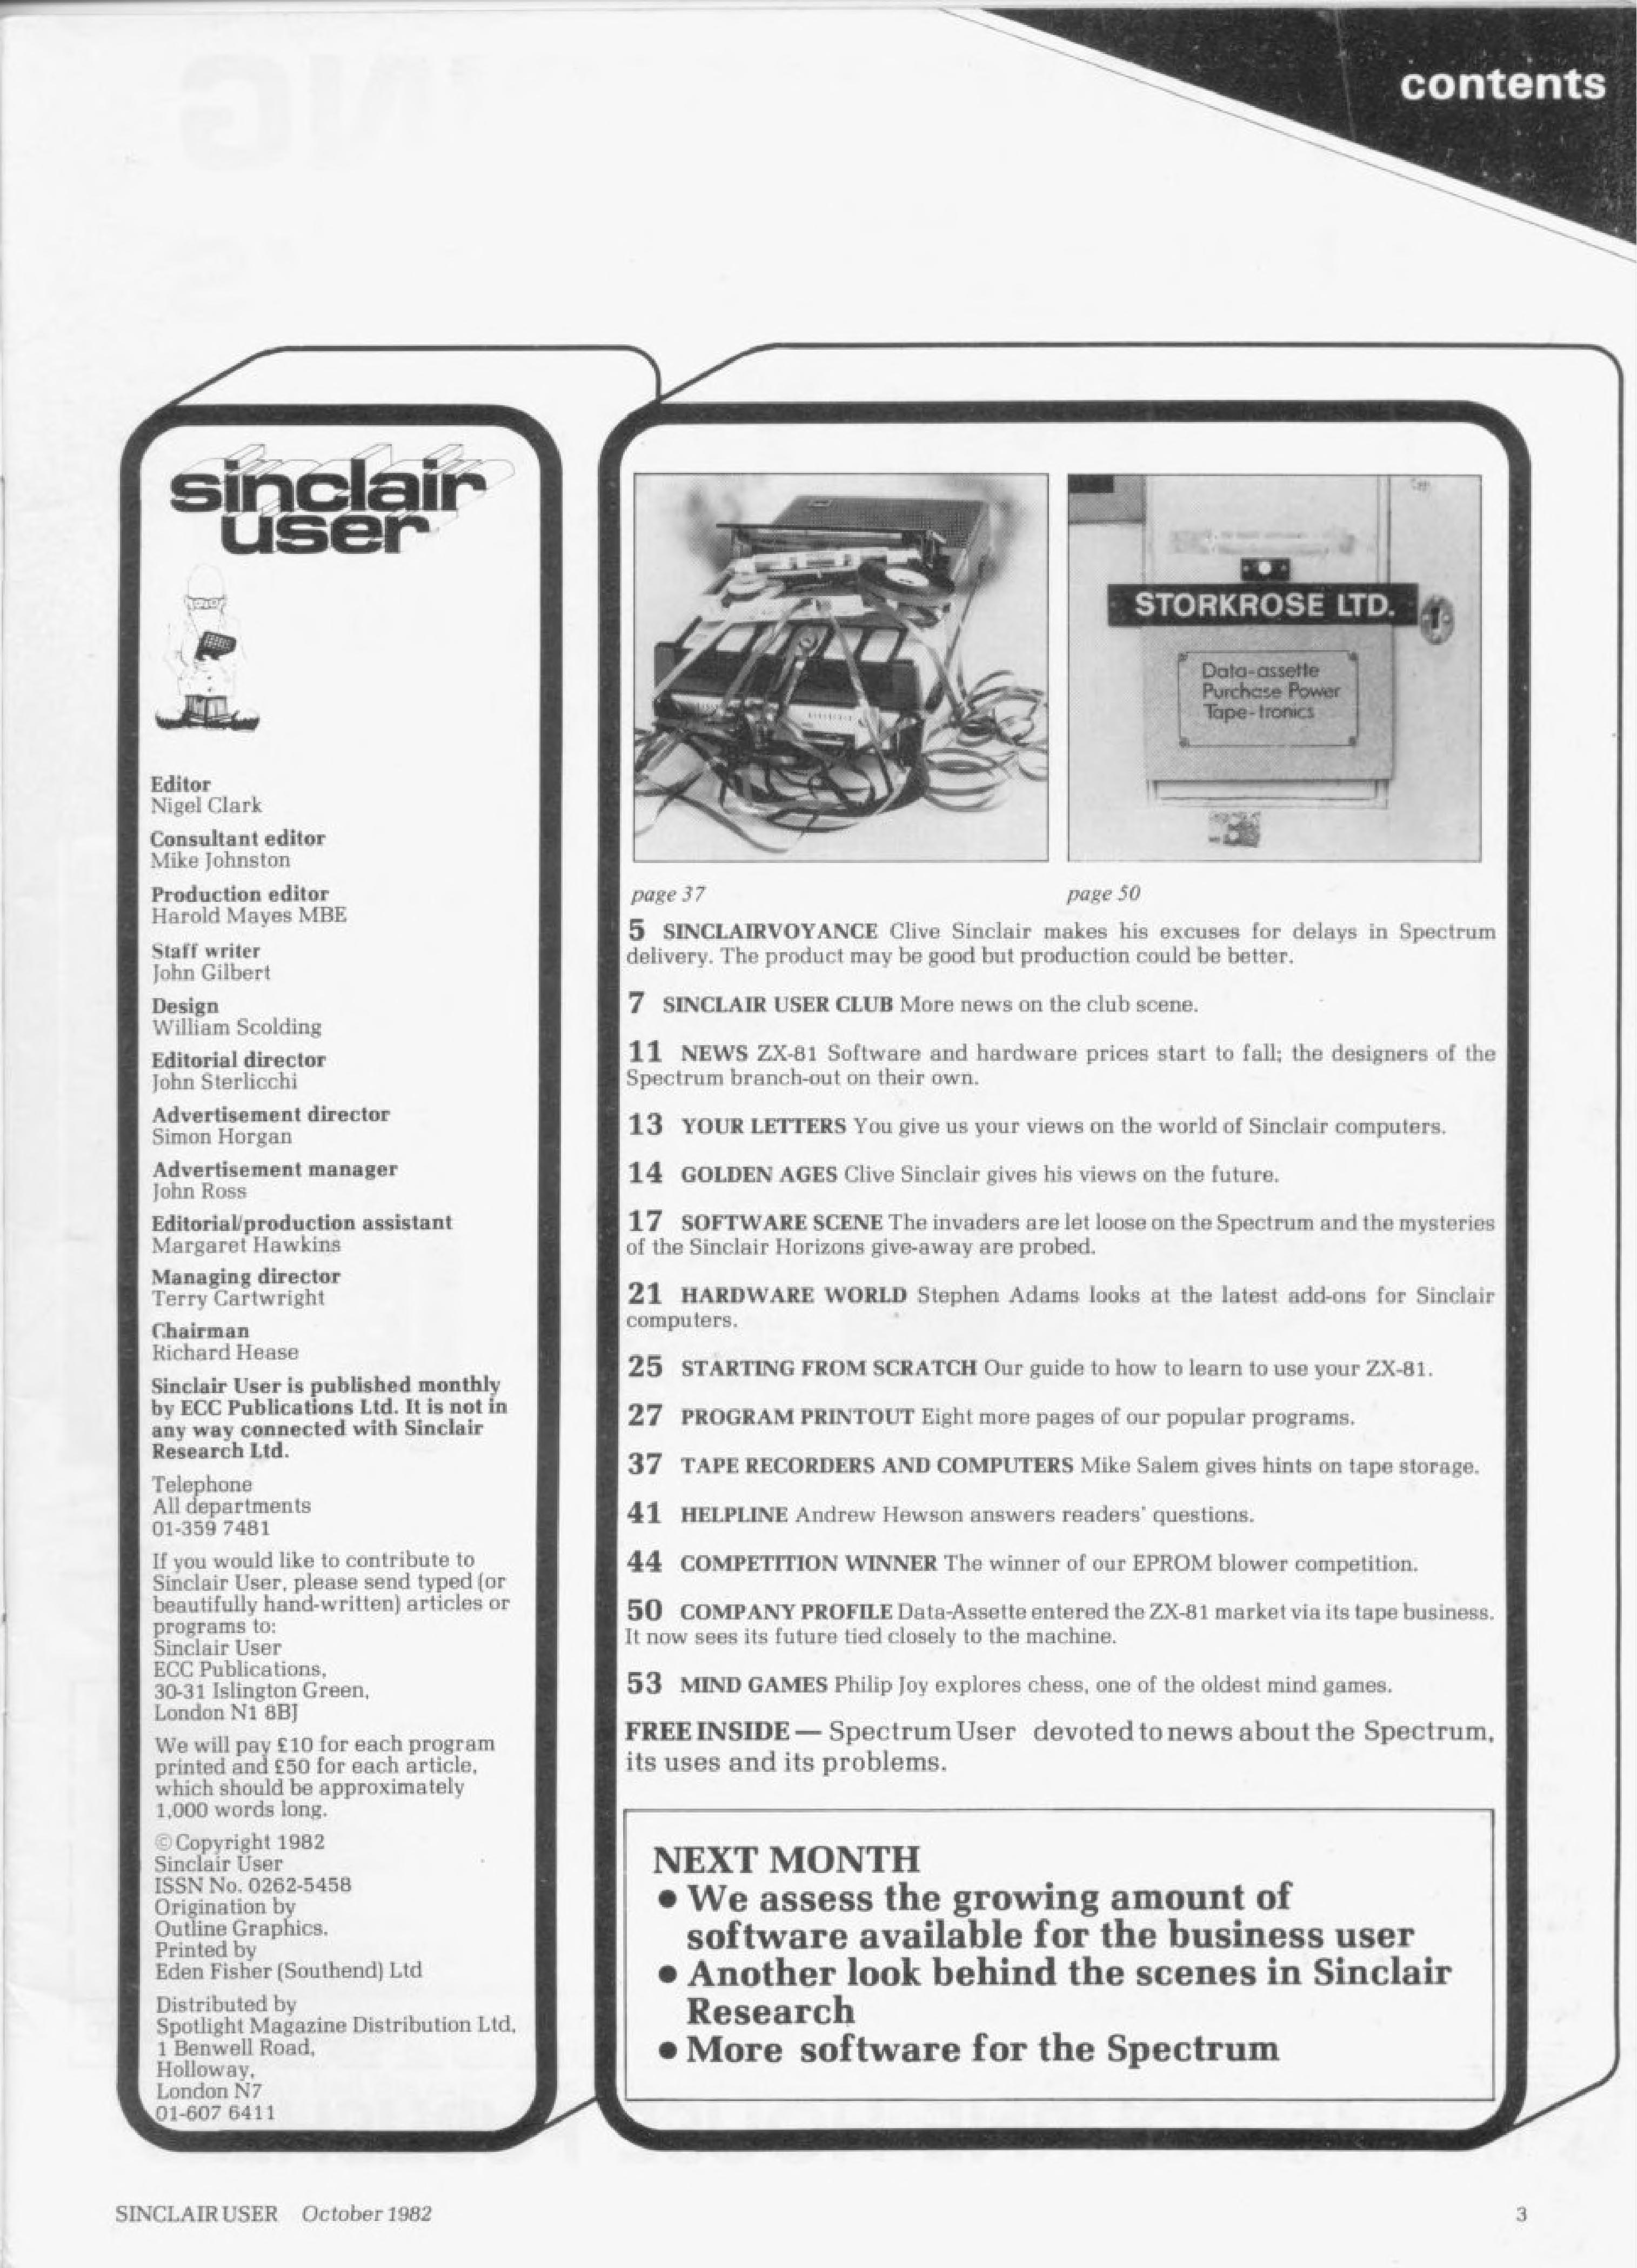 contents
sinclair
user
Editor
Nigel Clark
Consultant editor
Mike Johnston
Production editor
Harold Mayes MBE
Staff writer
John Gilbert
Design
William Scolding
Editorial director
John Sterlicchi
Advertisement director
Simon Horgan
Advertisement manager
John Ross
Editorial/production assistant
Margaret Hawkins
Managing director
Terry Cartwright
Chairman
Richard Hease
Sinclair User is published monthly
by ECC Publications Ltd. It is not in
any way connected with Sinclair
Research Ltd.
Telephone
All departments
01-359 7481
If you would like to contribute to
Sinclair User, please send typed (or
beautifully hand-written) articles or
programs to:
Sinclair User
ECC Publications,
30-31 Islington Green,
London N1 8BJ
We will pay £10 for each program
printed and £50 for each article,
which should be approximately
1,000 words long.
© Copyright 1982
Sinclair User
ISSN No. 0262-5458
Origination by
Outline Graphics.
Printed by
Eden Fisher (Southend) Ltd
Distributed by
Spotlight Magazine Distribution Ltd,
1 Benwell Road,
Holloway,
London N7
01-607 6411
STORKROSE LTD.
Data-assette
Purchase Power
Tape-tronics
page 37
page 50
5 SINCLAIRVOYANCE Clive Sinclair makes his excuses for delays in Spectrum
delivery. The product may be good but production could be better.
7 SINCLAIR USER CLUB More news on the club scene.
11 NEWS ZX-81 Software and hardware prices start to fall; the designers of the
Spectrum branch-out on their own.
13 YOUR LETTERS You give us your views on the world of Sinclair computers.
14 GOLDEN AGES Clive Sinclair gives his views on the future.
17 SOFTWARE SCENE The invaders are let loose on the Spectrum and the mysteries
of the Sinclair Horizons give-away are probed.
21 HARDWARE WORLD Stephen Adams looks at the latest add-ons for Sinclair
computers.
25 STARTING FROM SCRATCH Our guide to how to learn to use your ZX-81.
27 PROGRAM PRINTOUT Eight more pages of our popular programs.
37 TAPE RECORDERS AND COMPUTERS Mike Salem gives hints on tape storage.
41 HELPLINE Andrew Hewson answers readers' questions.
44 COMPETITION WINNER The winner of our EPROM blower competition.
50 COMPANY PROFILE Data-Assette entered the ZX-81 market via its tape business.
It now sees its future tied closely to the machine.
53 MIND GAMES Philip Joy explores chess, one of the oldest mind games.
FREE INSIDE — Spectrum User devoted to news about the Spectrum,
its uses and its problems.
NEXT MONTH
● We assess the growing amount of
software available for the business user
● Another look behind the scenes in Sinclair
Research
● More software for the Spectrum
SINCLAIR USER October 1982
3